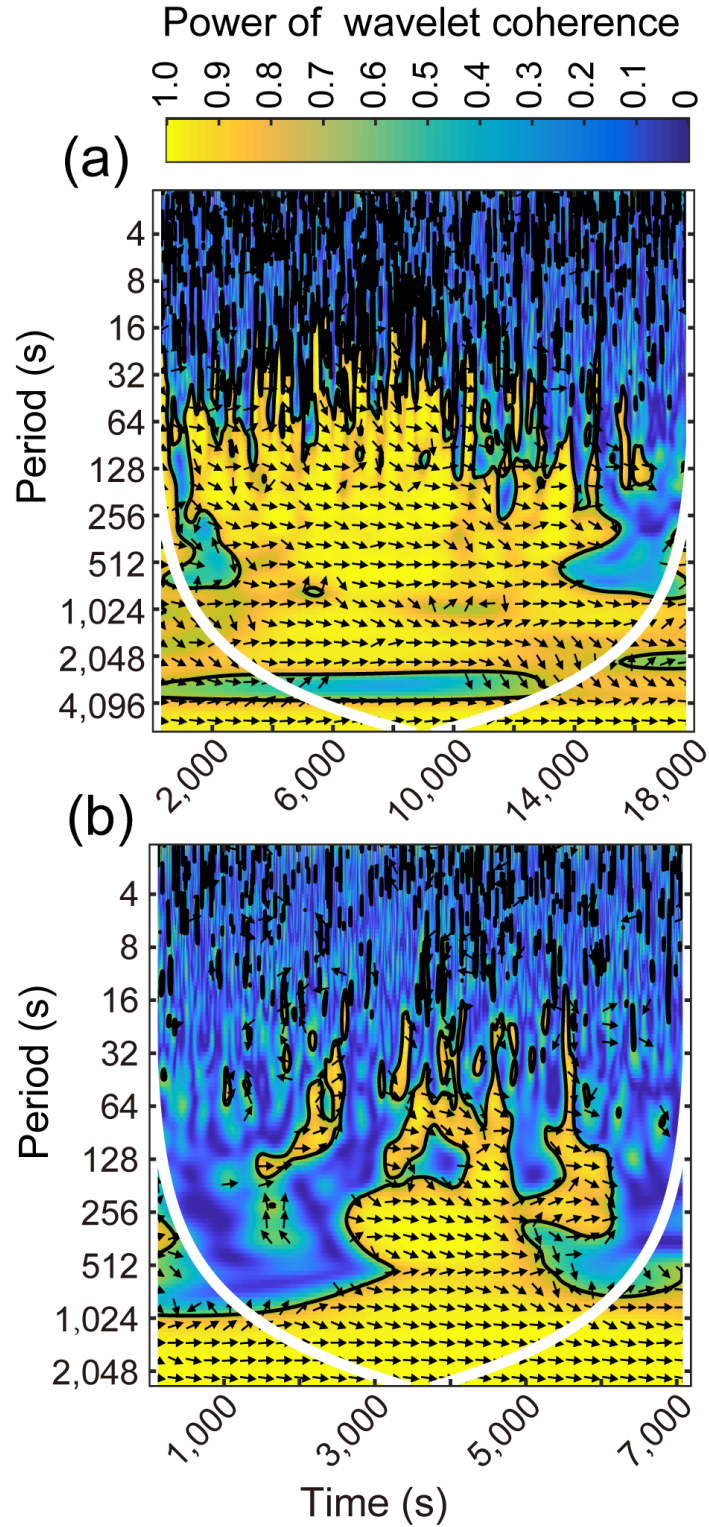 Power of wavelet coherence
1.0 0.9 0.8 0.7 0.6 0.5 0.4 0.3 0.2 0.1 0
(a)
Period (s)
4
8
16
32
64
128
256
512
1,024
2,048
4,096
2,000 6,000 10,000 14,000 18,000
(b)
Period (s)
4
8
16
32
64
128
256
512
1,024
2,048
1,000 3,000 5,000 7,000
Time (s)